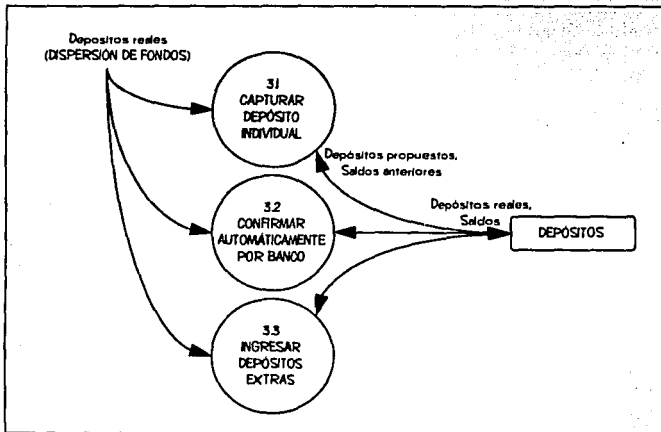 Depósitos reales
(DISPERSIÓN DE FONDOS)
3.1
CAPTURAR
DEPÓSITO
INDIVIDUAL
Depósitos propuestos,
Saldos anteriores
3.2
CONFIRMAR
AUTOMÁTICAMENTE
POR BANCO
Depósitos reales,
Saldos
DEPÓSITOS
3.3
INGRESAR
DEPÓSITOS
EXTRAS